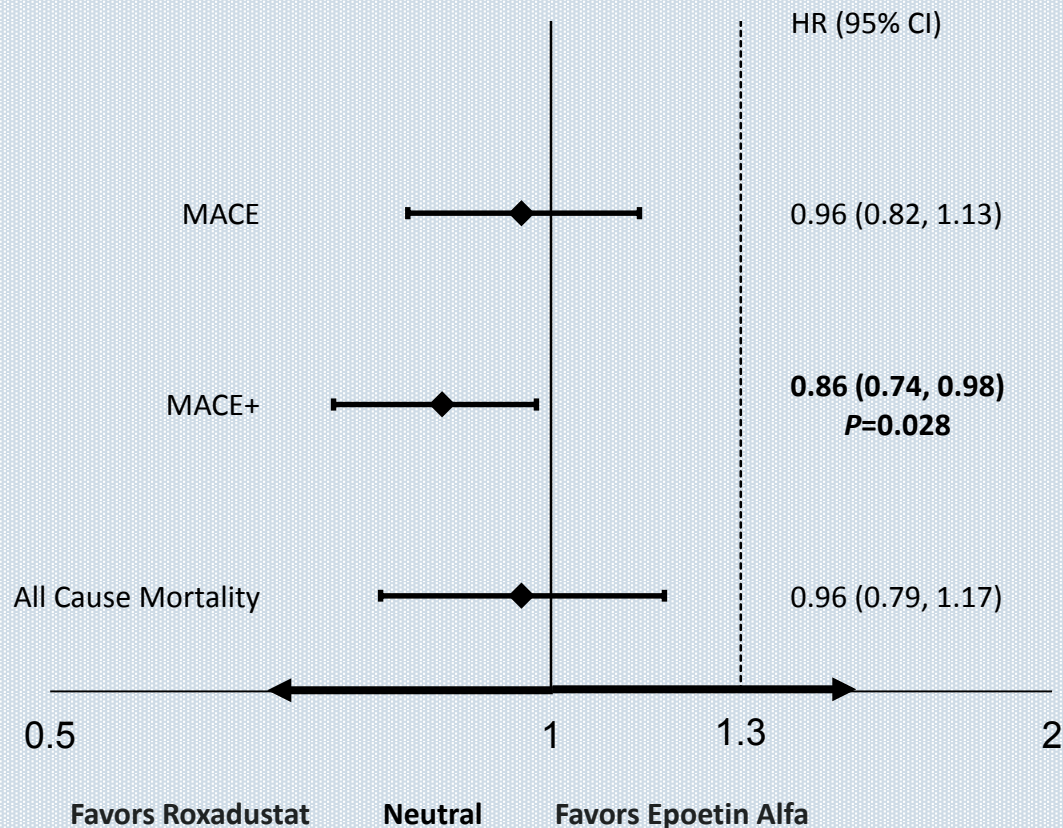 HR (95% CI)
MACE 0.96 (0.82, 1.13)
MACE+ 0.86 (0.74, 0.98)
P=0.028
All Cause Mortality 0.96 (0.79, 1.17)
0.5 1 1.3 2
Favors Roxadustat Neutral Favors Epoetin Alfa